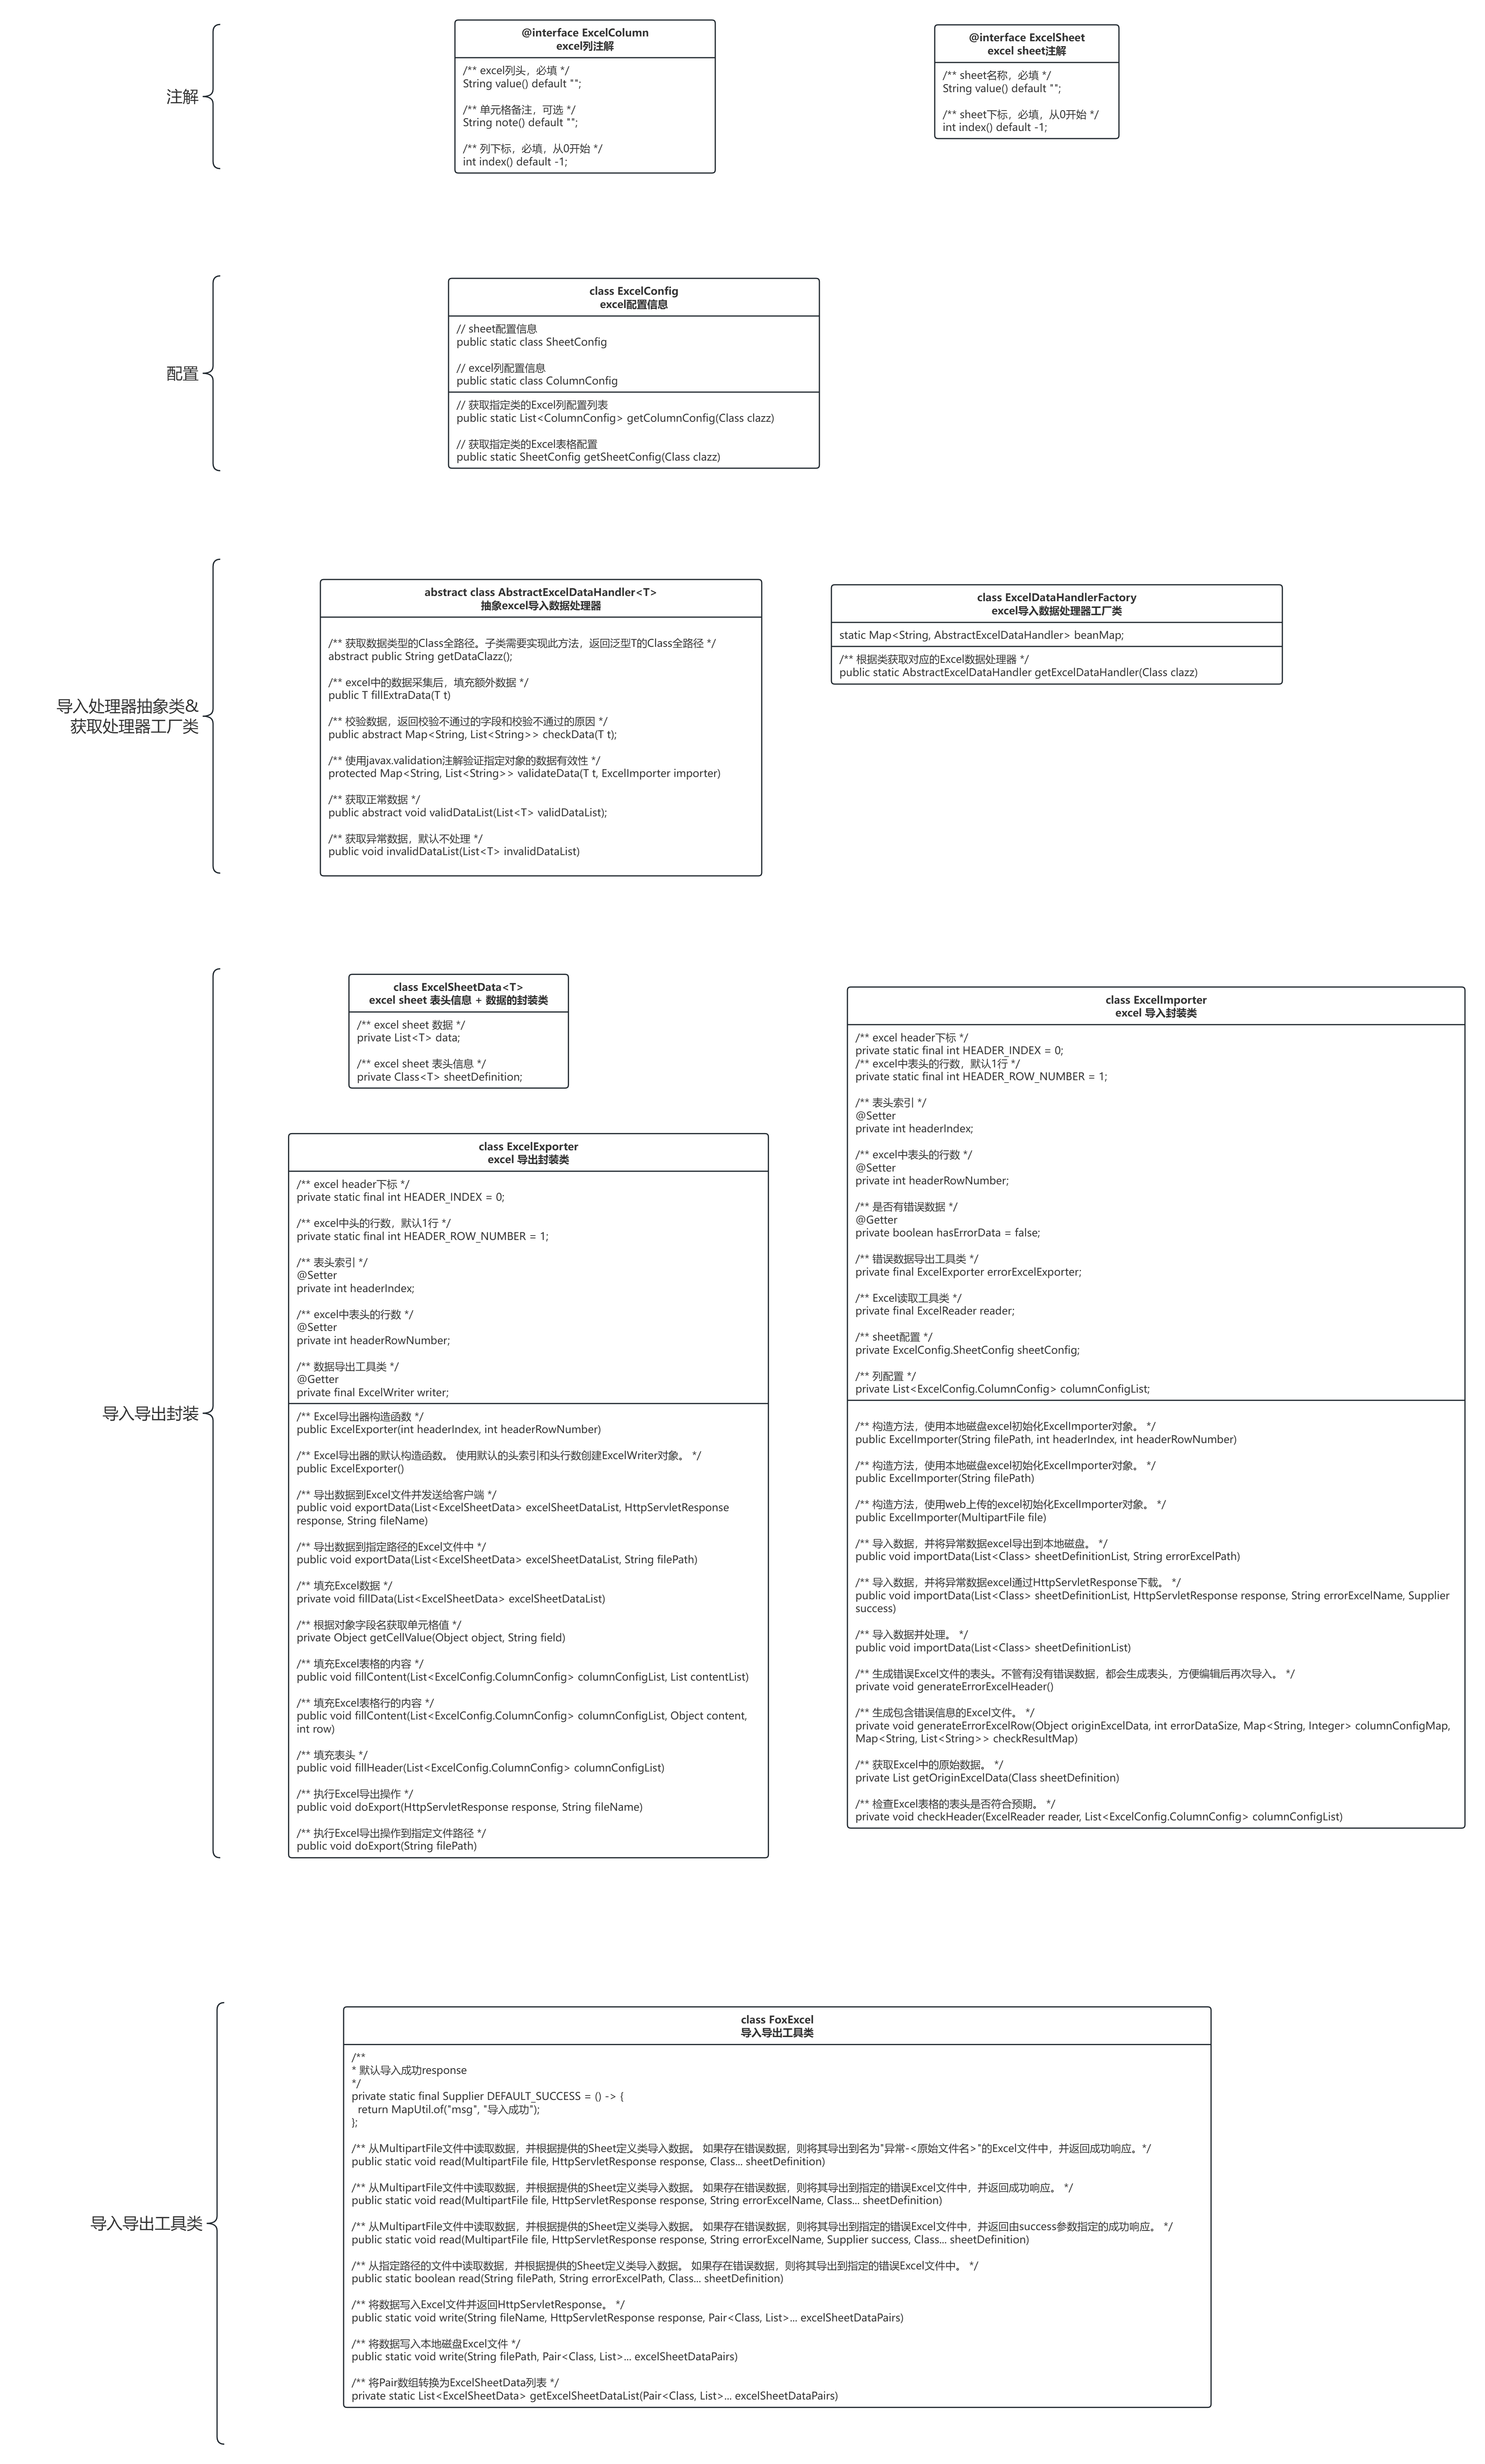 注解
@interface ExcelColumn
excel列注解
/** excel列头，必填 */
String value() default "";
/** 单元格备注，可选 */
String note() default "";
/** 列下标，必填，从0开始 */
int index() default -1;
@interface ExcelSheet
excel sheet注解
/** sheet名称，必填 */
String value() default "";
/** sheet下标，必填，从0开始 */
int index() default -1;
配置
class ExcelConfig
excel配置信息
// sheet配置信息
public static class SheetConfig
// excel列配置信息
public static class ColumnConfig
// 获取指定类的Excel列配置列表
public static List<ColumnConfig> getColumnConfig(Class clazz)
// 获取指定类的Excel表格配置
public static SheetConfig getSheetConfig(Class clazz)
导入处理器抽象类&
获取处理器工厂类
abstract class AbstractExcelDataHandler<T>
抽象excel导入数据处理器
/** 获取数据类型的Class全路径。子类需要实现此方法，返回泛型T的Class全路径 */
abstract public String getDataClazz();
/** excel中的数据采集后，填充额外数据 */
public T fillExtraData(T t)
/** 校验数据，返回校验不通过的字段和校验不通过的原因 */
public abstract Map<String, List<String>> checkData(T t);
/** 使用javax.validation注解验证指定对象的数据有效性 */
protected Map<String, List<String>> validateData(T t, ExcelImporter importer)
/** 获取正常数据 */
public abstract void validDataList(List<T> validDataList);
/** 获取异常数据，默认不处理 */
public void invalidDataList(List<T> invalidDataList)
class ExcelDataHandlerFactory
excel导入数据处理器工厂类
static Map<String, AbstractExcelDataHandler> beanMap;
/** 根据类获取对应的Excel数据处理器 */
public static AbstractExcelDataHandler getExcelDataHandler(Class clazz)
导入导出封装
class ExcelSheetData<T>
excel sheet 表头信息 + 数据的封装类
/** excel sheet 数据 */
private List<T> data;
/** excel sheet 表头信息 */
private Class<T> sheetDefinition;
class ExcelExporter
excel 导出封装类
/** excel header下标 */
private static final int HEADER_INDEX = 0;
/** excel中头的行数，默认1行 */
private static final int HEADER_ROW_NUMBER = 1;
/** 表头索引 */
@Setter
private int headerIndex;
/** excel中表头的行数 */
@Setter
private int headerRowNumber;
/** 数据导出工具类 */
@Getter
private final ExcelWriter writer;
/** Excel导出器构造函数 */
public ExcelExporter(int headerIndex, int headerRowNumber)
/** Excel导出器的默认构造函数。 使用默认的头索引和头行数创建ExcelWriter对象。 */
public ExcelExporter()
/** 导出数据到Excel文件并发送给客户端 */
public void exportData(List<ExcelSheetData> excelSheetDataList, HttpServletResponse
response, String fileName)
/** 导出数据到指定路径的Excel文件中 */
public void exportData(List<ExcelSheetData> excelSheetDataList, String filePath)
/** 填充Excel数据 */
private void fillData(List<ExcelSheetData> excelSheetDataList)
/** 根据对象字段名获取单元格值 */
private Object getCellValue(Object object, String field)
/** 填充Excel表格的内容 */
public void fillContent(List<ExcelConfig.ColumnConfig> columnConfigList, List contentList)
/** 填充Excel表格行的内容 */
public void fillContent(List<ExcelConfig.ColumnConfig> columnConfigList, Object content,
int row)
/** 填充表头 */
public void fillHeader(List<ExcelConfig.ColumnConfig> columnConfigList)
/** 执行Excel导出操作 */
public void doExport(HttpServletResponse response, String fileName)
/** 执行Excel导出操作到指定文件路径 */
public void doExport(String filePath)
class ExcelImporter
excel 导入封装类
/** excel header下标 */
private static final int HEADER_INDEX = 0;
/** excel中表头的行数，默认1行 */
private static final int HEADER_ROW_NUMBER = 1;
/** 表头索引 */
@Setter
private int headerIndex;
/** excel中表头的行数 */
@Setter
private int headerRowNumber;
/** 是否有错误数据 */
@Getter
private boolean hasErrorData = false;
/** 错误数据导出工具类 */
private final ExcelExporter errorExcelExporter;
/** Excel读取工具类 */
private final ExcelReader reader;
/** sheet配置 */
private ExcelConfig.SheetConfig sheetConfig;
/** 列配置 */
private List<ExcelConfig.ColumnConfig> columnConfigList;
/** 构造方法，使用本地磁盘excel初始化ExcelImporter对象。 */
public ExcelImporter(String filePath, int headerIndex, int headerRowNumber)
/** 构造方法，使用本地磁盘excel初始化ExcelImporter对象。 */
public ExcelImporter(String filePath)
/** 构造方法，使用web上传的excel初始化ExcelImporter对象。 */
public ExcelImporter(MultipartFile file)
/** 导入数据，并将异常数据excel导出到本地磁盘。 */
public void importData(List<Class> sheetDefinitionList, String errorExcelPath)
/** 导入数据，并将异常数据excel通过HttpServletResponse下载。 */
public void importData(List<Class> sheetDefinitionList, HttpServletResponse response, String errorExcelName, Supplier
success)
/** 导入数据并处理。 */
public void importData(List<Class> sheetDefinitionList)
/** 生成错误Excel文件的表头。不管有没有错误数据，都会生成表头，方便编辑后再次导入。 */
private void generateErrorExcelHeader()
/** 生成包含错误信息的Excel文件。 */
private void generateErrorExcelRow(Object originExcelData, int errorDataSize, Map<String, Integer> columnConfigMap,
Map<String, List<String>> checkResultMap)
/** 获取Excel中的原始数据。 */
private List getOriginExcelData(Class sheetDefinition)
/** 检查Excel表格的表头是否符合预期。 */
private void checkHeader(ExcelReader reader, List<ExcelConfig.ColumnConfig> columnConfigList)
导入导出工具类
class FoxExcel
导入导出工具类
/**
* 默认导入成功response
*/
private static final Supplier DEFAULT_SUCCESS = () -> {
return MapUtil.of("msg", "导入成功");
};
/** 从MultipartFile文件中读取数据，并根据提供的Sheet定义类导入数据。 如果存在错误数据，则将其导出到名为"异常-<原始文件名>"的Excel文件中，并返回成功响应。*/
public static void read(MultipartFile file, HttpServletResponse response, Class... sheetDefinition)
/** 从MultipartFile文件中读取数据，并根据提供的Sheet定义类导入数据。 如果存在错误数据，则将其导出到指定的错误Excel文件中，并返回成功响应。 */
public static void read(MultipartFile file, HttpServletResponse response, String errorExcelName, Class... sheetDefinition)
/** 从MultipartFile文件中读取数据，并根据提供的Sheet定义类导入数据。 如果存在错误数据，则将其导出到指定的错误Excel文件中，并返回由success参数指定的成功响应。 */
public static void read(MultipartFile file, HttpServletResponse response, String errorExcelName, Supplier success, Class... sheetDefinition)
/** 从指定路径的文件中读取数据，并根据提供的Sheet定义类导入数据。 如果存在错误数据，则将其导出到指定的错误Excel文件中。 */
public static boolean read(String filePath, String errorExcelPath, Class... sheetDefinition)
/** 将数据写入Excel文件并返回HttpServletResponse。 */
public static void write(String fileName, HttpServletResponse response, Pair<Class, List>... excelSheetDataPairs)
/** 将数据写入本地磁盘Excel文件 */
public static void write(String filePath, Pair<Class, List>... excelSheetDataPairs)
/** 将Pair数组转换为ExcelSheetData列表 */
private static List<ExcelSheetData> getExcelSheetDataList(Pair<Class, List>... excelSheetDataPairs)